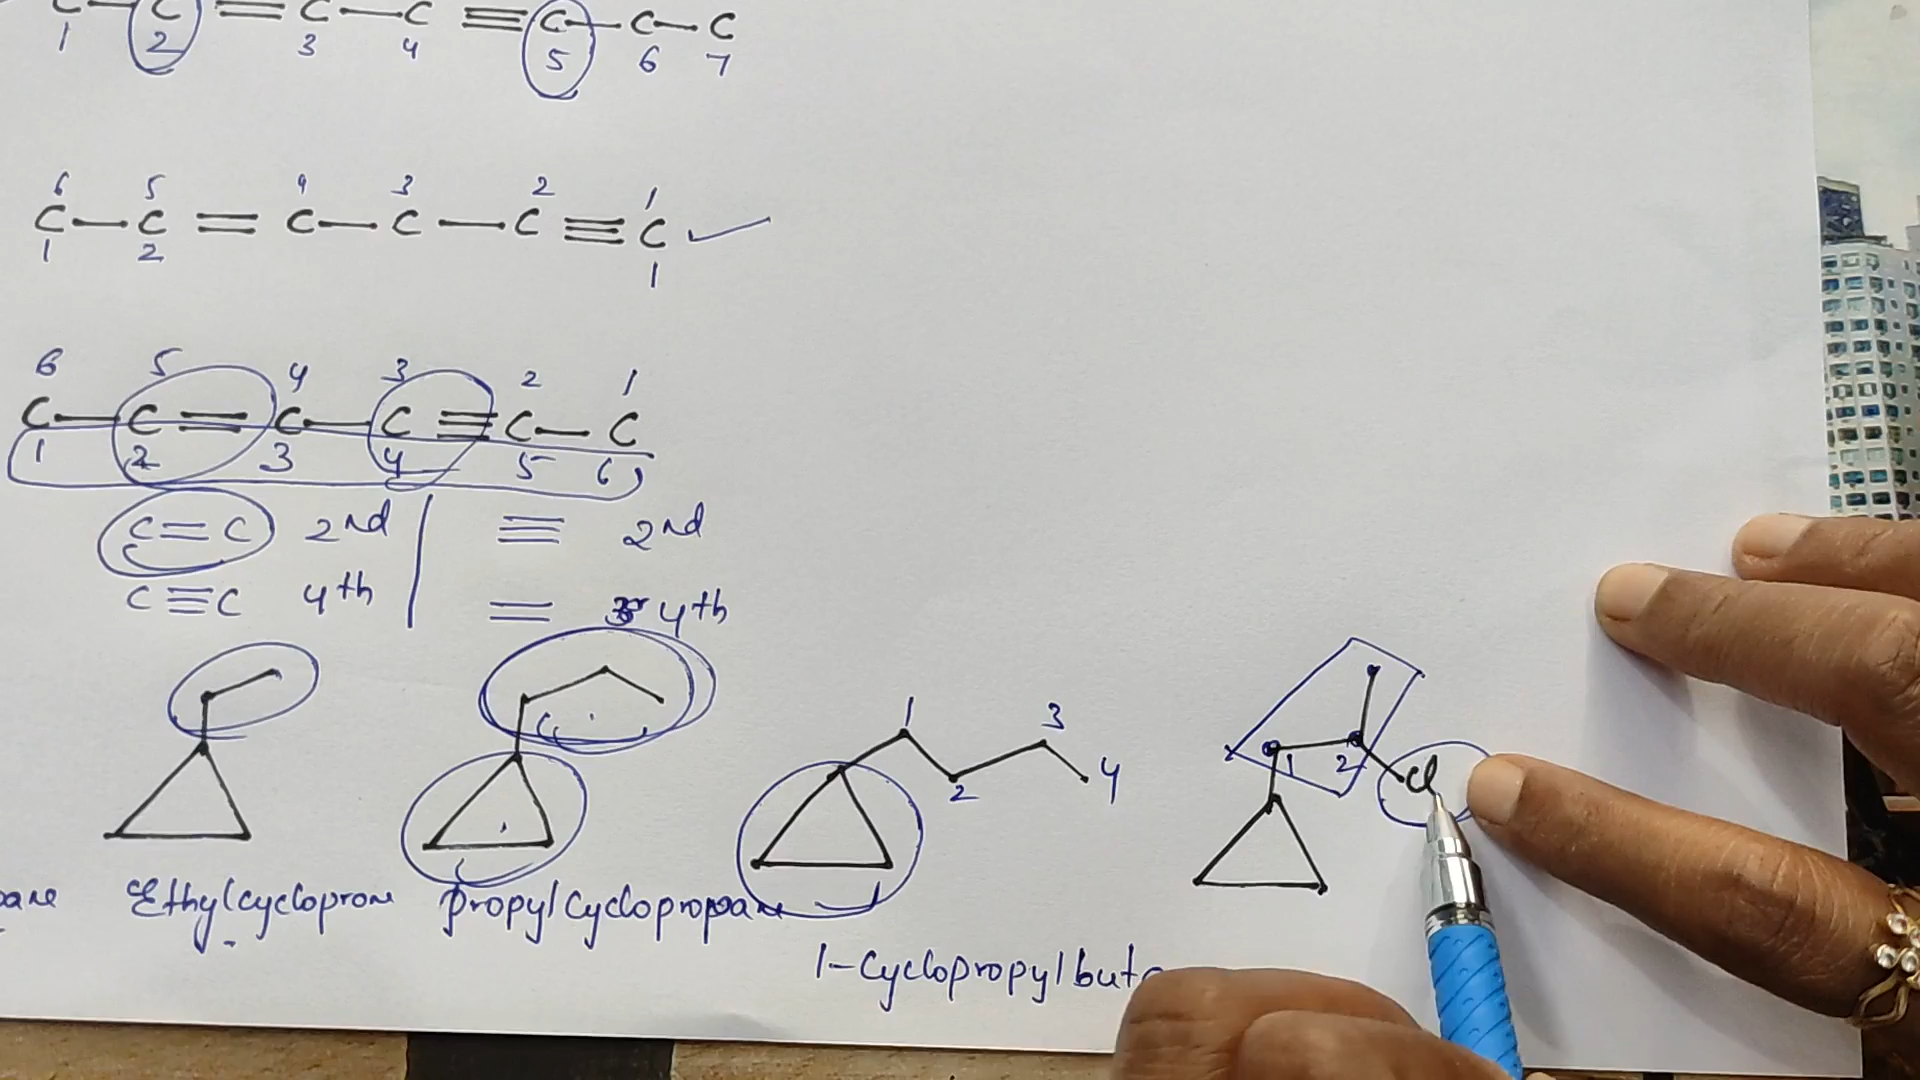 C—C=C—C≡C—C—C
1 2 3 4 5 6 7
6 5 4 3 2 1
C—C=C—C—C≡C ✓
1 2 1
6 5 4 3 2 1
C—C=C—C≡C—C
1 2 3 4 5 6
C=C 2nd ≡ 2nd
C≡C 4th = 4th
1 2 3 4
1 2 Cl
Ethylcycloprone propylcyclopropane
1-cyclopropylbut